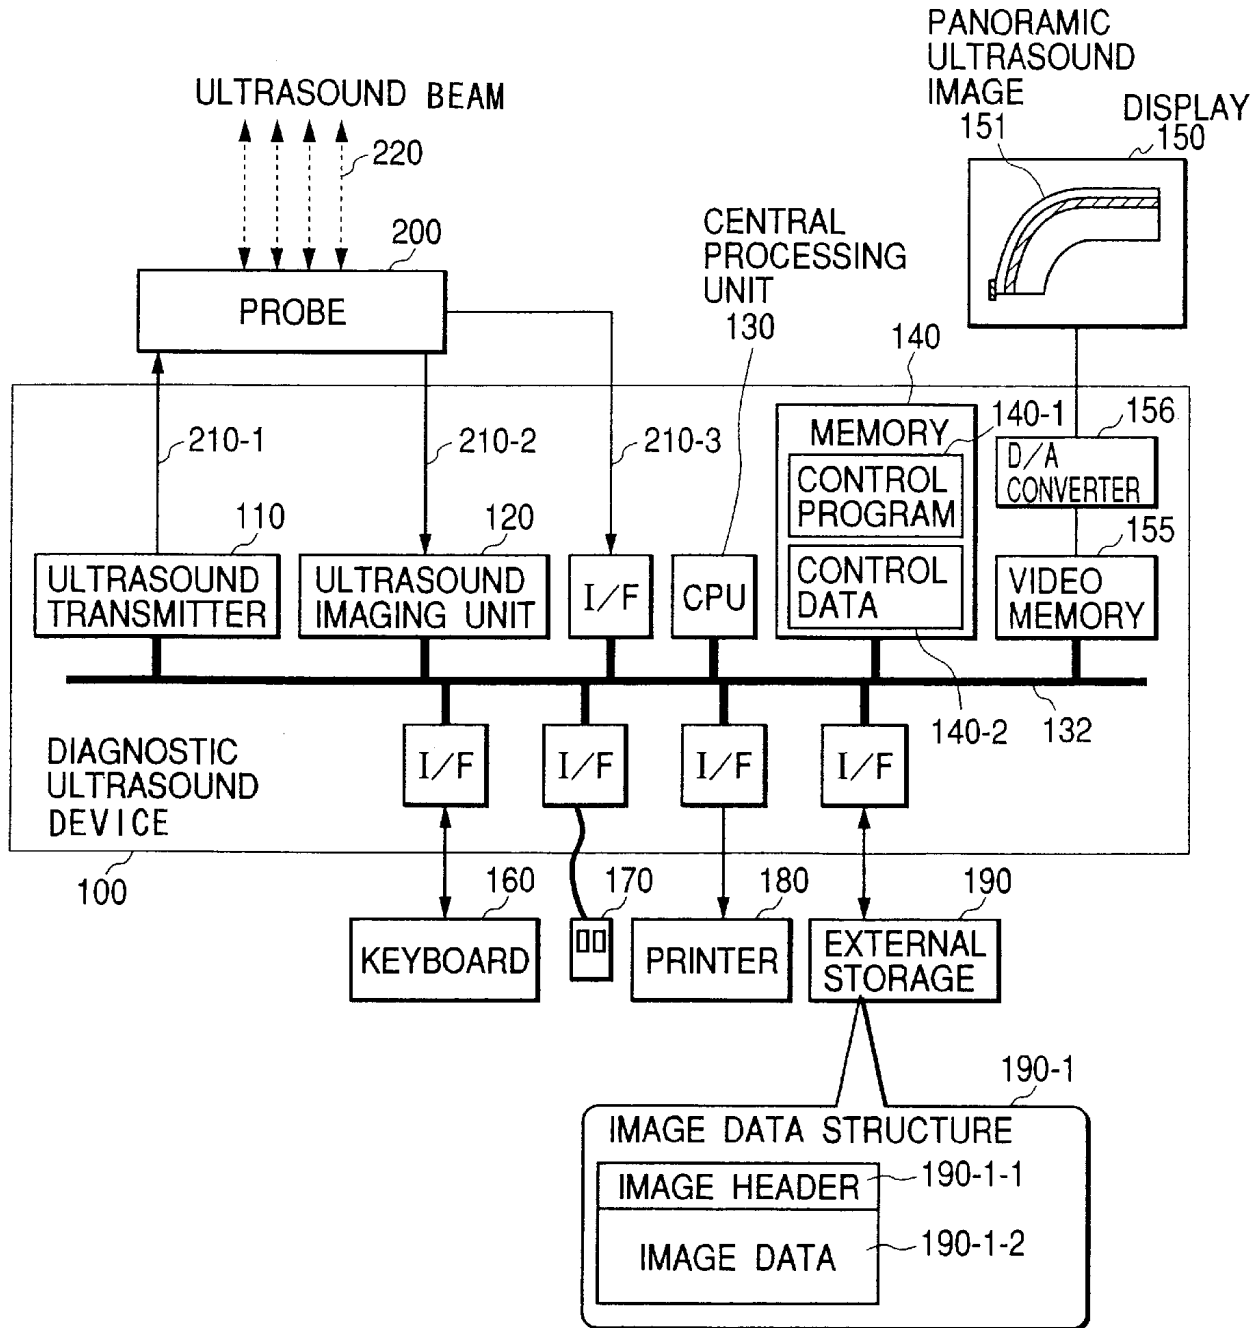 PANORAMIC
ULTRASOUND
IMAGE
151
DISPLAY
150
ULTRASOUND BEAM
220
200
PROBE
CENTRAL
PROCESSING
UNIT
130
140
210-1
210-2
210-3
MEMORY
140-1
CONTROL
PROGRAM
CONTROL
DATA
140-2
156
D/A
CONVERTER
155
VIDEO
MEMORY
110
ULTRASOUND
TRANSMITTER
120
ULTRASOUND
IMAGING UNIT
I/F
CPU
132
I/F
I/F
I/F
I/F
DIAGNOSTIC
ULTRASOUND
DEVICE
100
160
KEYBOARD
170
180
PRINTER
190
EXTERNAL
STORAGE
190-1
IMAGE DATA STRUCTURE
IMAGE HEADER
190-1-1
IMAGE DATA
190-1-2